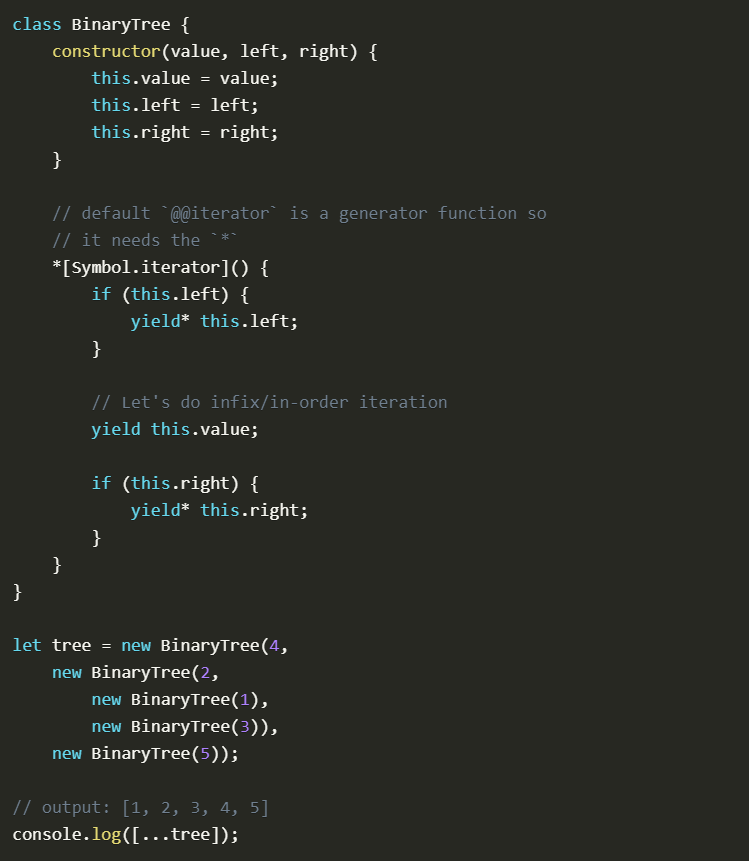 class BinaryTree {
    constructor(value, left, right) {
        this.value = value;
        this.left = left;
        this.right = right;
    }

    // default `@@iterator` is a generator function so
    // it needs the `*`
    *[Symbol.iterator]() {
        if (this.left) {
            yield* this.left;
        }

        // Let's do infix/in-order iteration
        yield this.value;

        if (this.right) {
            yield* this.right;
        }
    }
}

let tree = new BinaryTree(4,
    new BinaryTree(2,
        new BinaryTree(1),
        new BinaryTree(3)),
    new BinaryTree(5));

// output: [1, 2, 3, 4, 5]
console.log([...tree]);